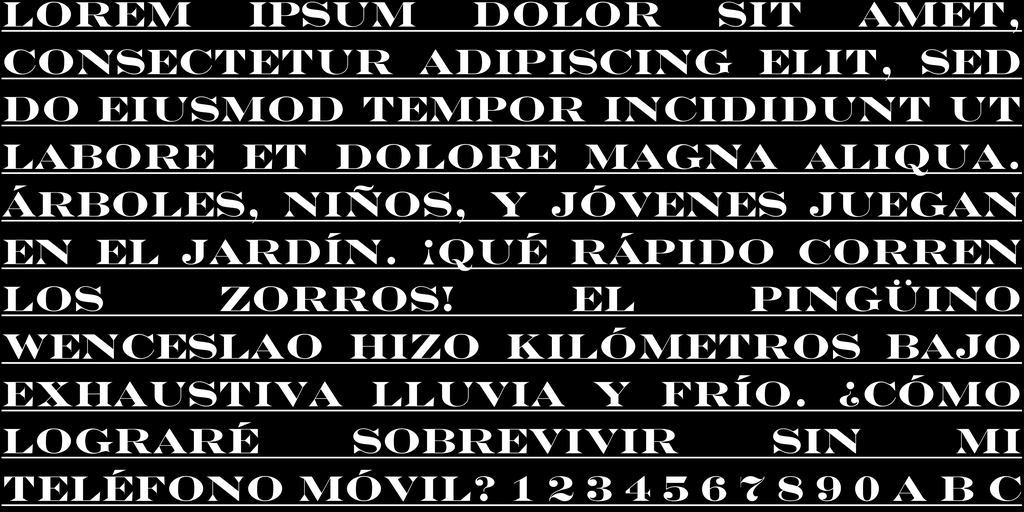 LOREM IPSUM DOLOR SIT AMET,
CONSECTETUR ADIPISCING ELIT, SED
DO EIUSMOD TEMPOR INCIDIDUNT UT
LABORE ET DOLORE MAGNA ALIQUA.
ÁRBOLES, NIÑOS, Y JÓVENES JUEGAN
EN EL JARDÍN. ¡QUÉ RÁPIDO CORREN
LOS ZORROS! EL PINGÜINO
WENCESLAO HIZO KILÓMETROS BAJO
EXHAUSTIVA LLUVIA Y FRÍO. ¿CÓMO
LOGRARÉ SOBREVIVIR SIN MI
TELÉFONO MÓVIL? 1 2 3 4 5 6 7 8 9 0 A B C